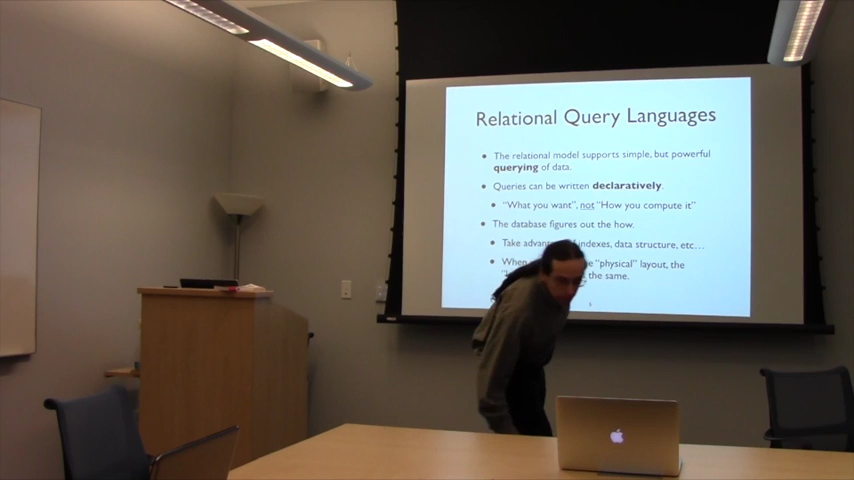 Relational Query Languages
• The relational model supports simple, but powerful
querying of data.
• Queries can be written declaratively.
• "What you want", not "How you compute it"
• The database figures out the how.
• Take of indexes, data structure, etc...
• When "physical" layout, the
the same.
5